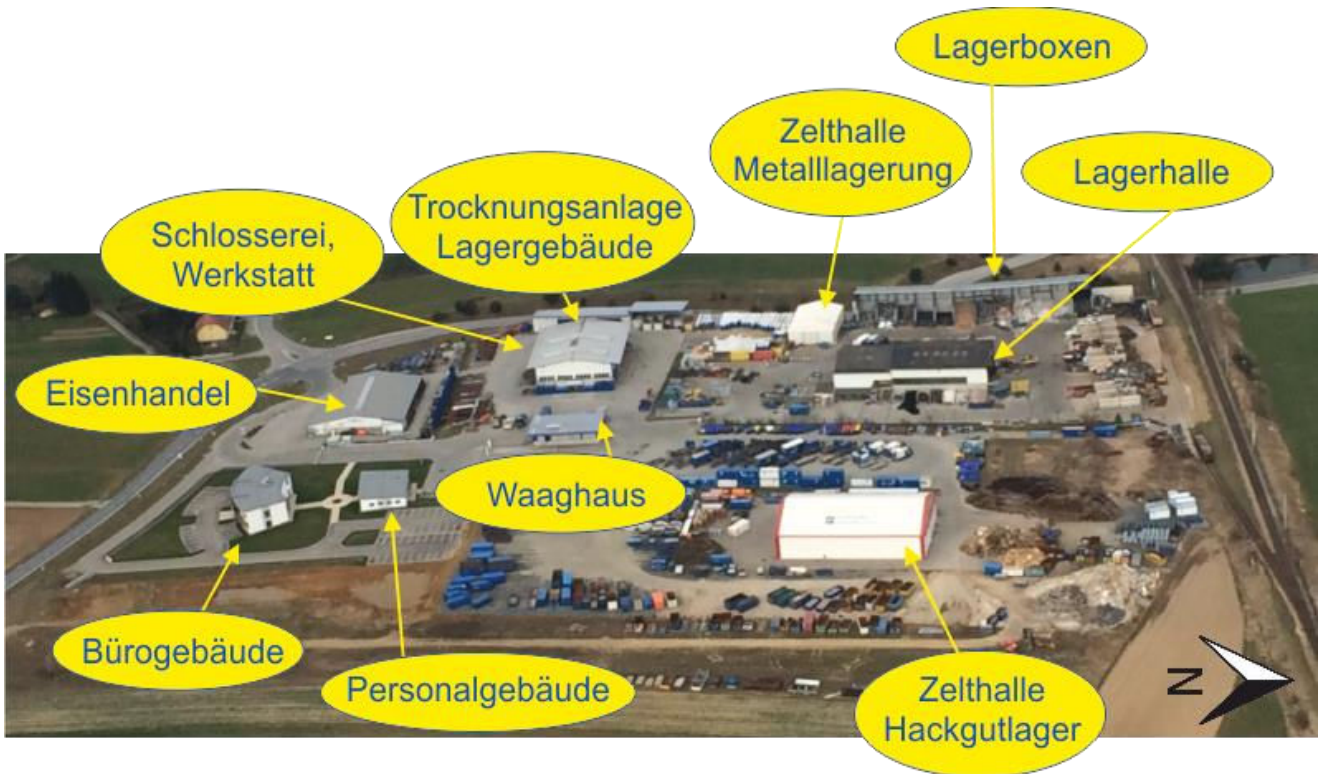 Lagerboxen
Zelthalle
Metalllagerung
Lagerhalle
Trocknungsanlage
Lagergebäude
Schlosserei,
Werkstatt
Eisenhandel
Waaghaus
Bürogebäude
Personalgebäude
Zelthalle
Hackgutlager
N